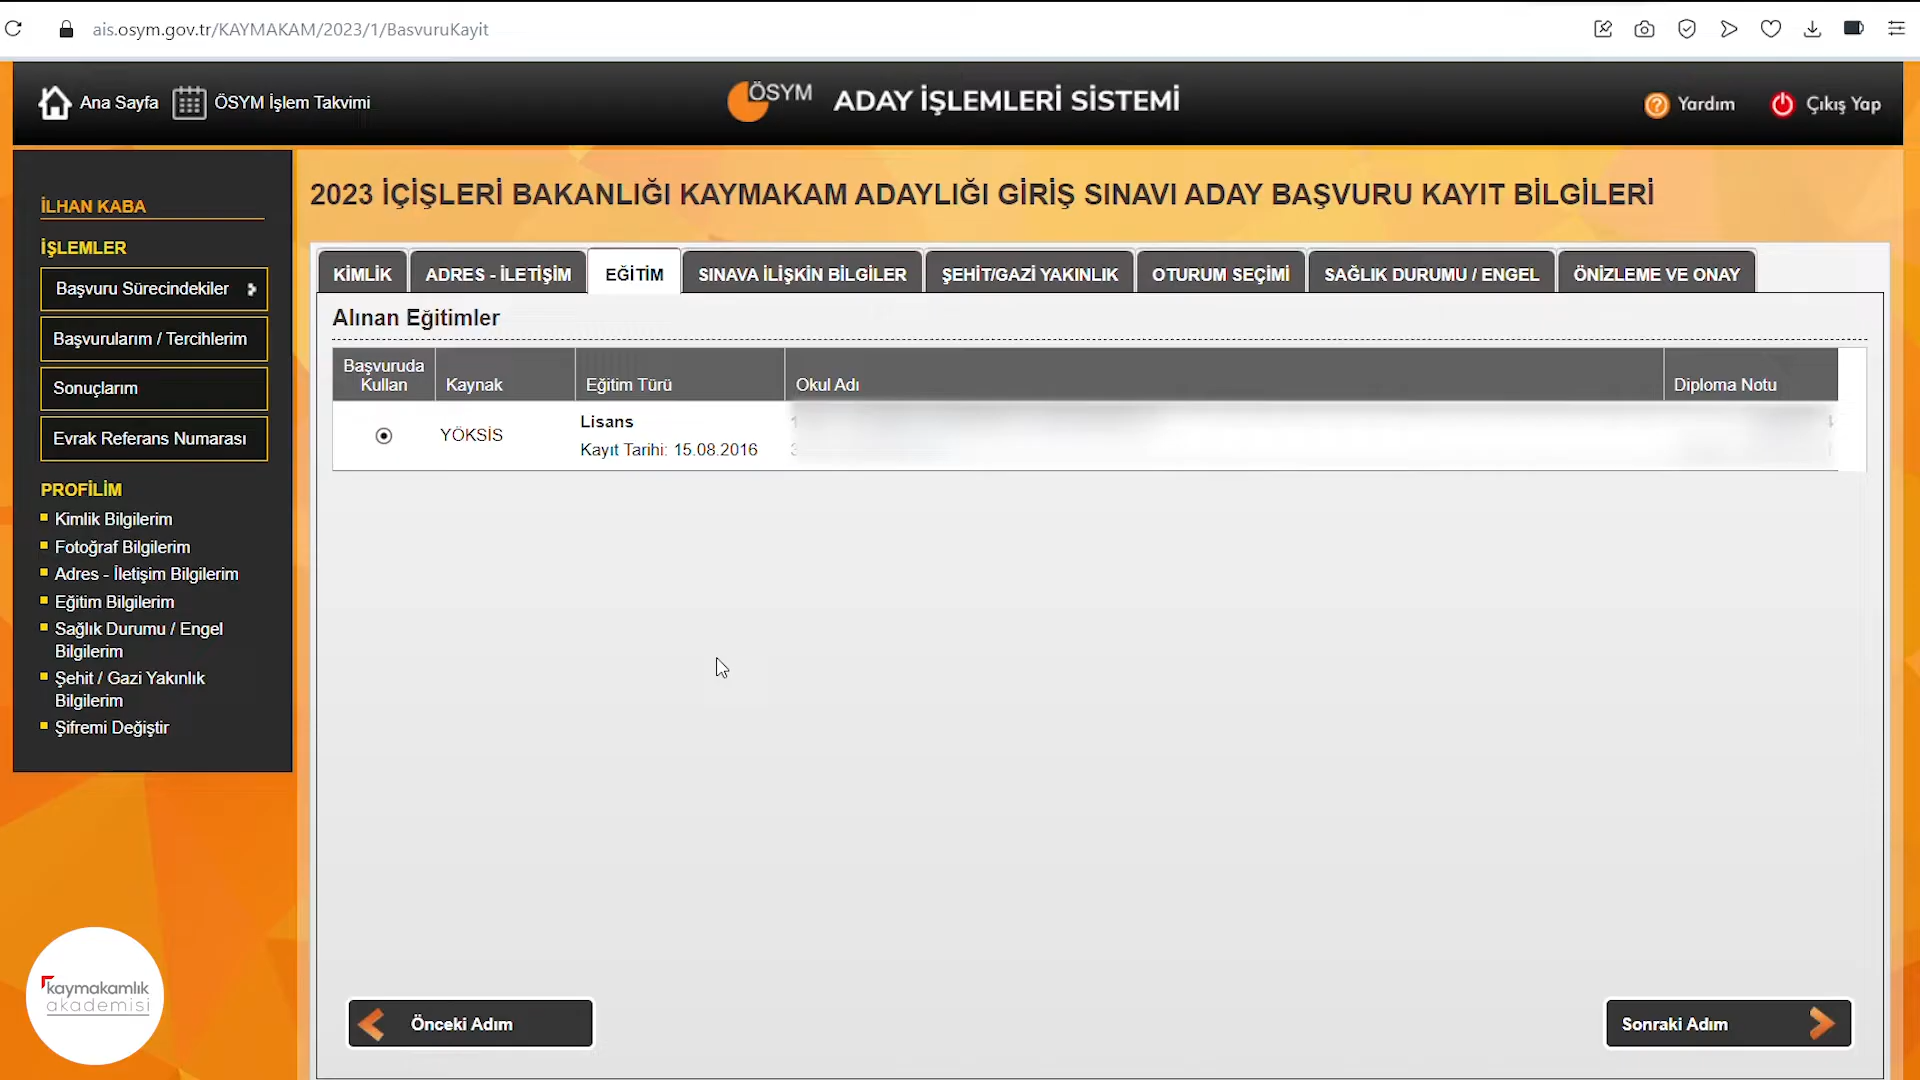 ais.osym.gov.tr/KAYMAKAM/2023/1/BasvuruKayit
Ana Sayfa
ÖSYM İşlem Takvimi
ÖSYM
ADAY İŞLEMLERİ SİSTEMİ
Yardım
Çıkış Yap
İLHAN KABA
İŞLEMLER
Başvuru Sürecindekiler
Başvurularım / Tercihlerim
Sonuçlarım
Evrak Referans Numarası
PROFİLİM
Kimlik Bilgilerim
Fotoğraf Bilgilerim
Adres - İletişim Bilgilerim
Eğitim Bilgilerim
Sağlık Durumu / Engel
Bilgilerim
Şehit / Gazi Yakınlık
Bilgilerim
Şifremi Değiştir
2023 İÇİŞLERİ BAKANLIĞI KAYMAKAM ADAYLIĞI GİRİŞ SINAVI ADAY BAŞVURU KAYIT BİLGİLERİ
KİMLİK
ADRES - İLETİŞİM
EĞİTİM
SINAVA İLİŞKİN BİLGİLER
ŞEHİT/GAZİ YAKINLIK
OTURUM SEÇİMİ
SAĞLIK DURUMU / ENGEL
ÖNİZLEME VE ONAY
Alınan Eğitimler
Başvuruda
Kullan
Kaynak
Eğitim Türü
Okul Adı
Diploma Notu
YÖKSİS
Lisans
Kayıt Tarihi: 15.08.2016
Önceki Adım
Sonraki Adım
kaymakamlık
akademisi